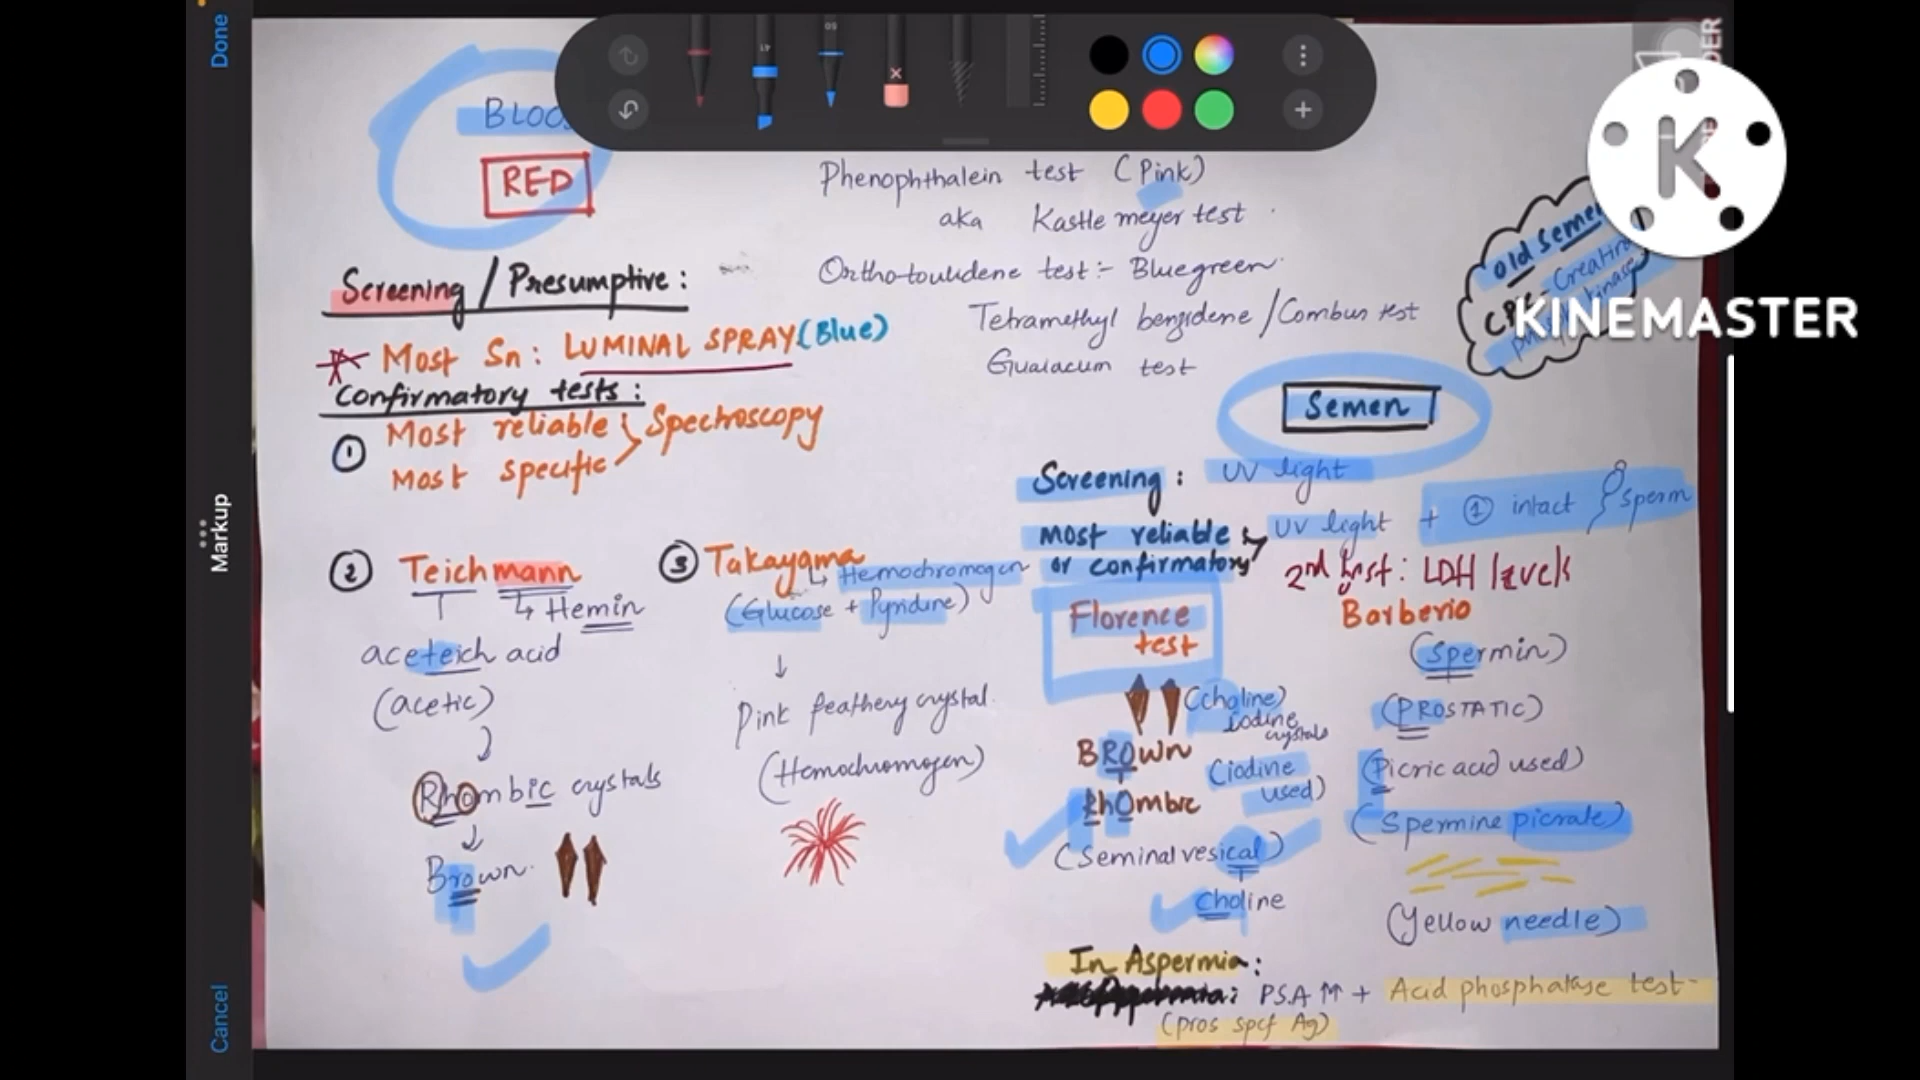 Done
Markup
Cancel
KINEMASTER
RED
Screening / Presumptive :
Most Sn : LUMINAL SPRAY (Blue)
Confirmatory tests :
① Most reliable } Spectroscopy
Most specific
② Teichmann
↳ Hemin
aceteich acid
(acetic)
Rhombic crystals
↓
Brown
③ Takayama
↳ Hemochromogen
(Glucose + Pyridine)
↓
Pink feathery crystal.
(Hemochromogen)
Phenophthalein test (Pink)
aka Kastle meyer test
Ortho-touludene test :- Bluegreen
Tetramethyl benzidene / Combus test
Guaiacum test
old semen
Semen
Screening : UV light
most reliable or confirmatory
UV light + ① intact sperm
2nd best : LDH levels
Florence test
(Choline)
iodine crystals
BROWN
(iodine used)
RhOmbic
(Seminal vesical)
Choline
Barberio
(spermin)
(PROSTATIC)
(Picric acid used)
(Spermine picrate)
(Yellow needle)
In Aspermia :
PSA ↑↑ + Acid phosphatase test
(pros spcf Ag)